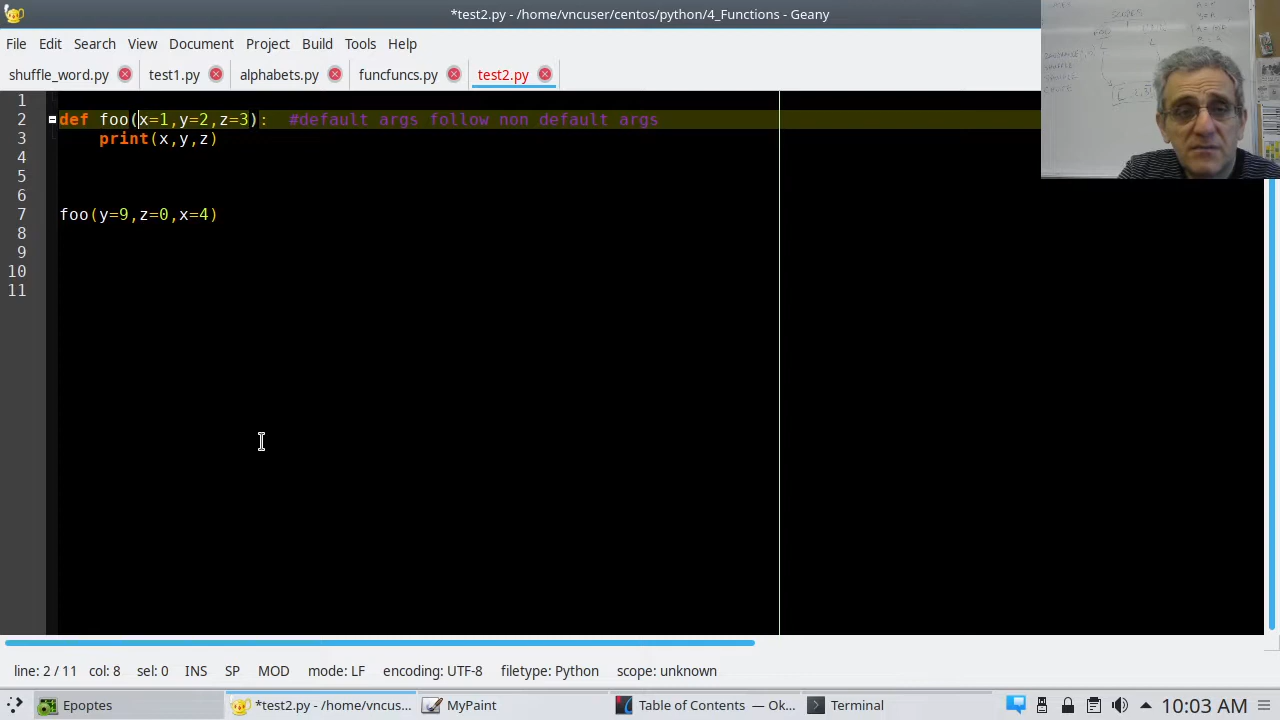 *test2.py - /home/vncuser/centos/python/4_Functions - Geany
File Edit Search View Document Project Build Tools Help
shuffle_word.py test1.py alphabets.py funcfuncs.py test2.py
1
2 def foo(x=1,y=2,z=3): #default args follow non default args
3 print(x,y,z)
4
5
6
7 foo(y=9,z=0,x=4)
8
9
10
11
line: 2 / 11 col: 8 sel: 0 INS SP MOD mode: LF encoding: UTF-8 filetype: Python scope: unknown
Epoptes *test2.py - /home/vncus... MyPaint Table of Contents — Ok... Terminal 10:03 AM